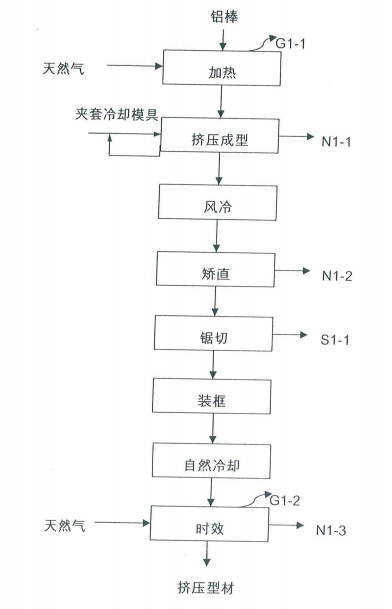 铝棒
G1-1
天然气
加热
夹套冷却模具
挤压成型
N1-1
风冷
矫直
N1-2
锯切
S1-1
装框
自然冷却
G1-2
天然气
时效
N1-3
挤压型材